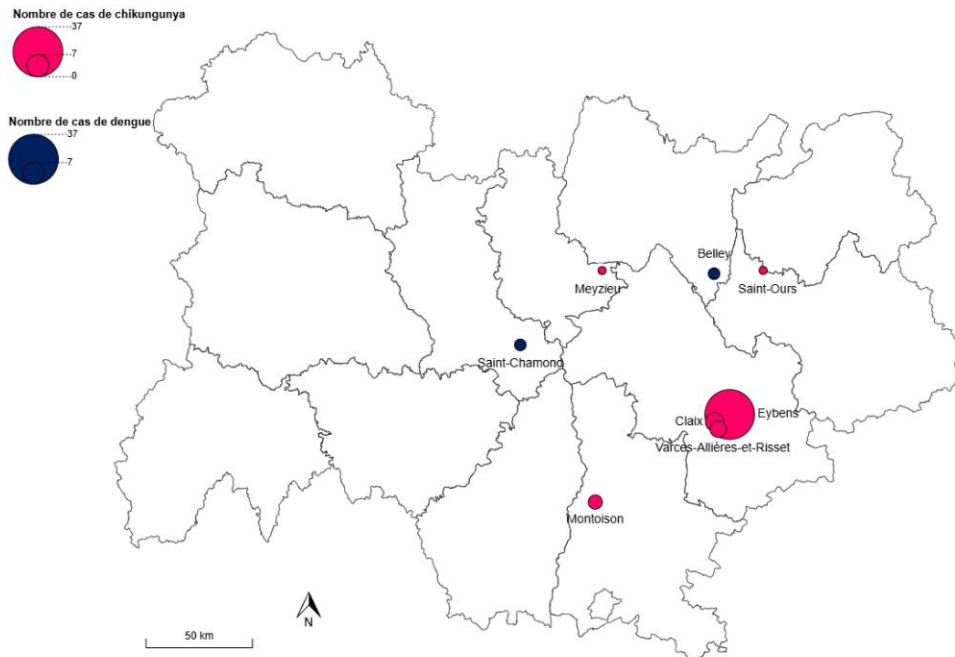 Nombre de cas de chikungunya
37
7
0
Nombre de cas de dengue
37
7
Belley
Meyzieu
Saint-Ours
Saint-Chamond
Eybens
Claix
Varces-Allières-et-Risset
Montoison
N
50 km